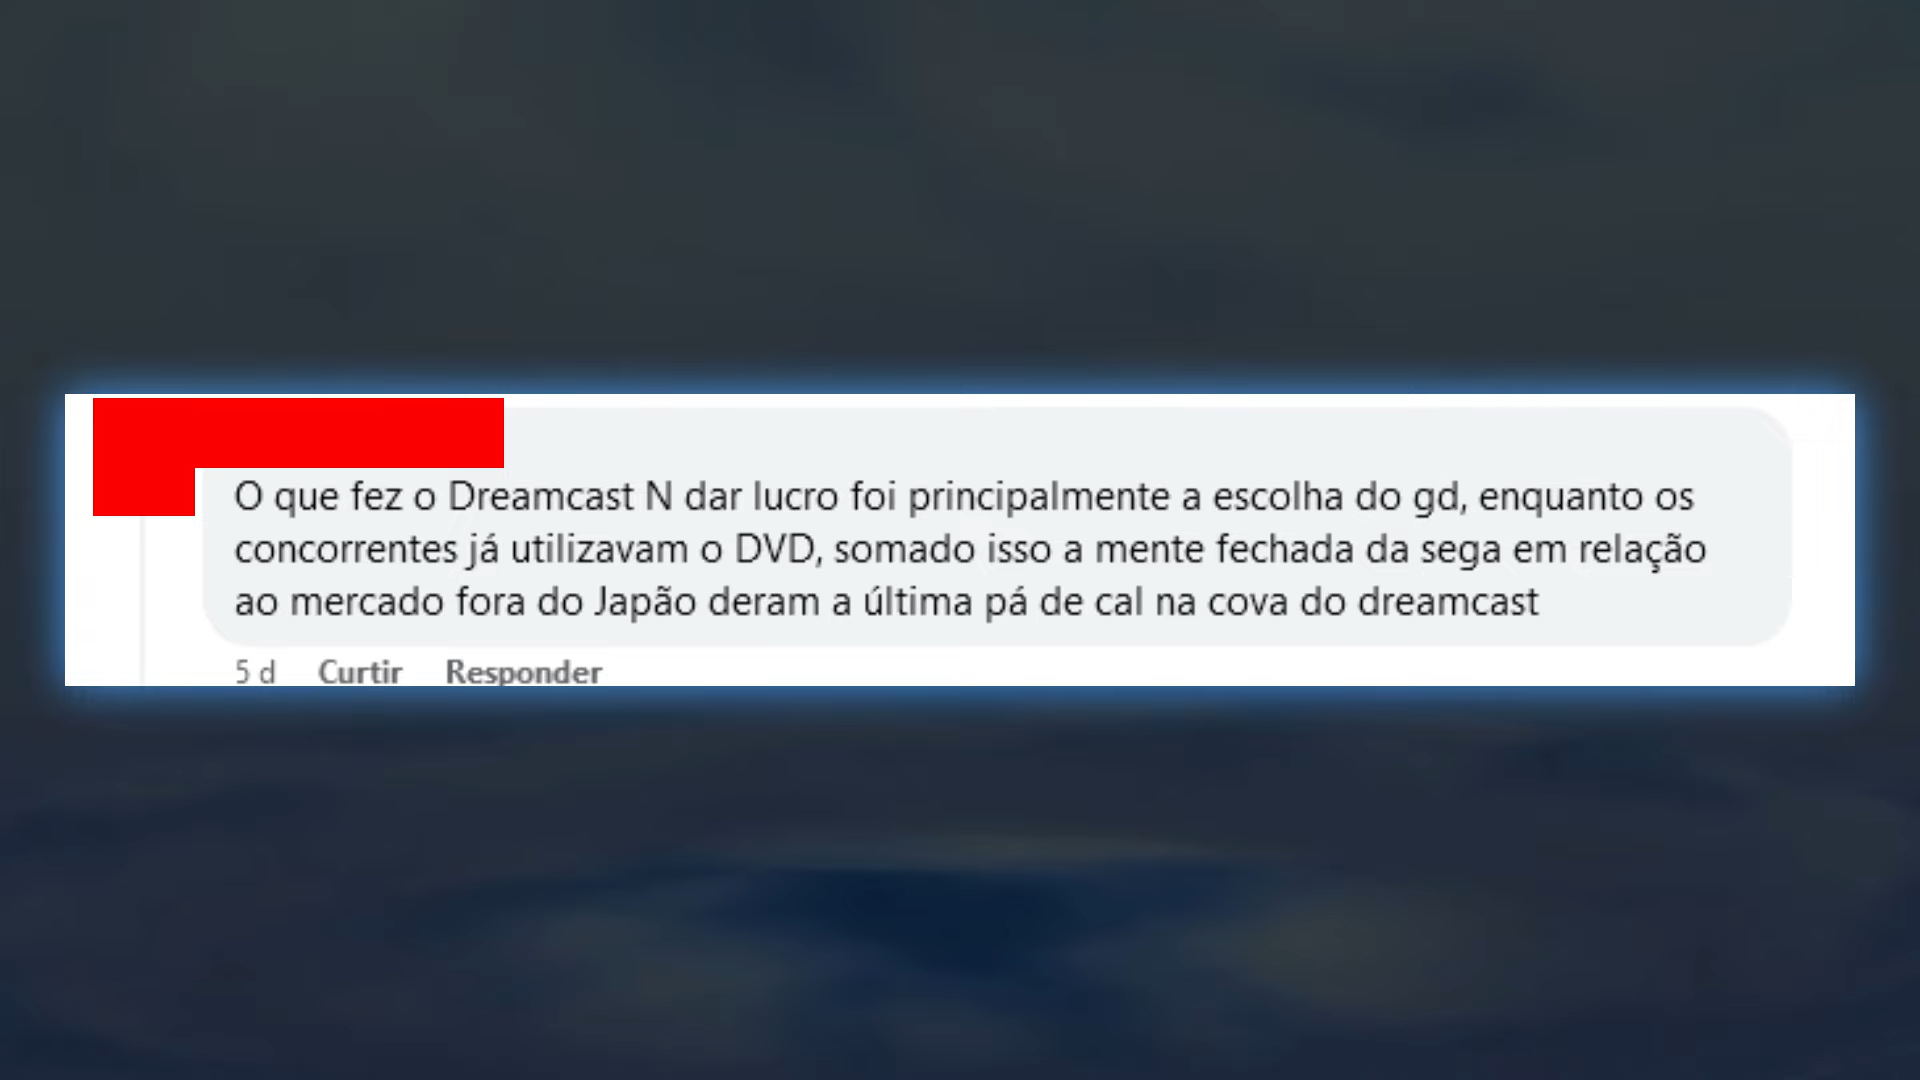 O que fez o Dreamcast N dar lucro foi principalmente a escolha do gd, enquanto os
concorrentes já utilizavam o DVD, somado isso a mente fechada da sega em relação
ao mercado fora do Japão deram a última pá de cal na cova do dreamcast
5 d Curtir Responder